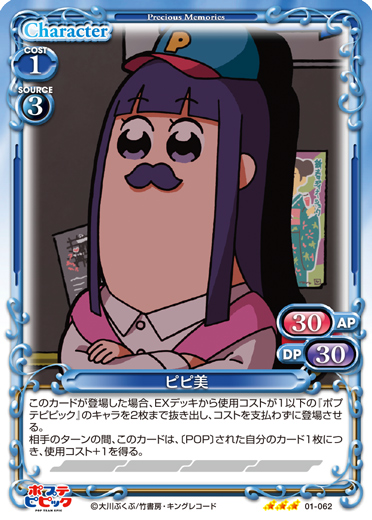 Precious Memories
Character
COST
1
SOURCE
3
P
30 AP
DP 30
ピピ美
このカードが登場した場合、EXデッキから使用コストが1以下の『ポプ
テピピック』のキャラを2枚まで抜き出し、コストを支払わずに登場させ
る。
相手のターンの間、このカードは、{POP}された自分のカード1枚につ
き、使用コスト+1を得る。
ポプテ
ピピック
POP TEAM EPIC
©大川ぶくぶ/竹書房・キングレコード
01-062